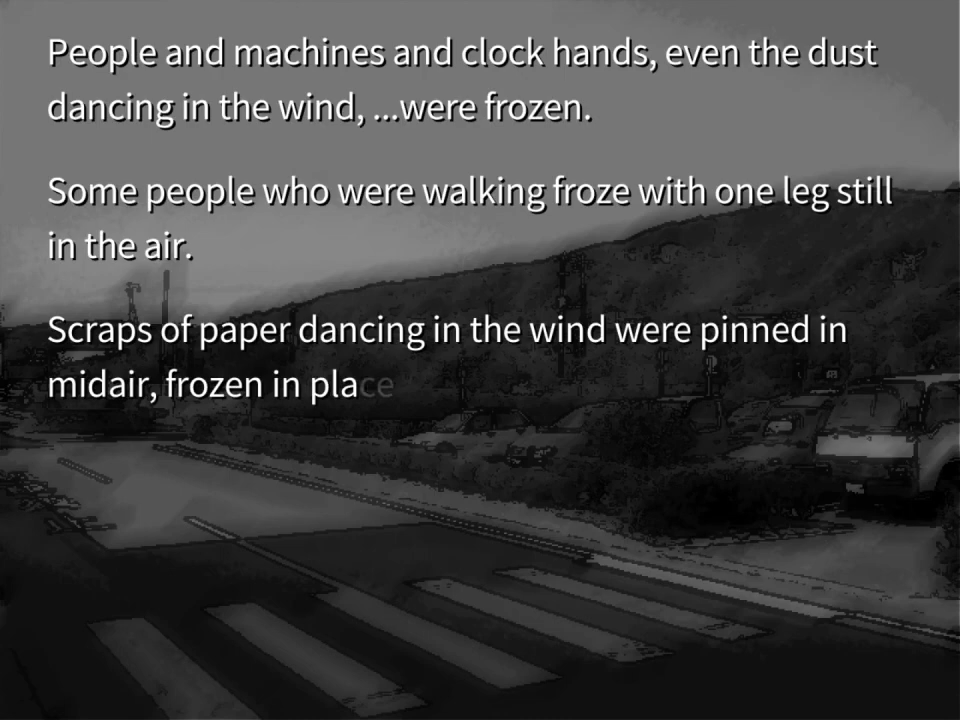 People and machines and clock hands, even the dust
dancing in the wind, ...were frozen.
Some people who were walking froze with one leg still
in the air.
Scraps of paper dancing in the wind were pinned in
midair, frozen in place